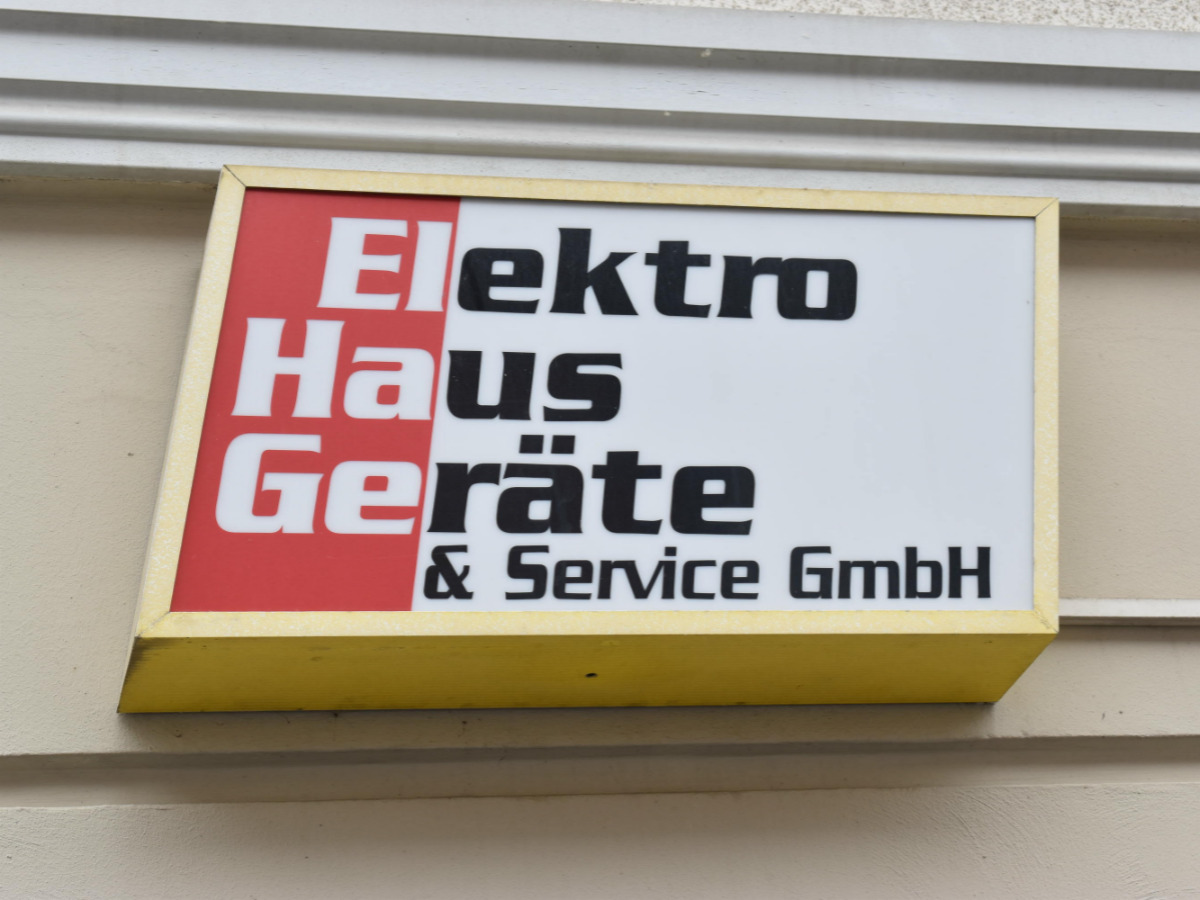 Elektro
Haus
Geräte
& Service GmbH